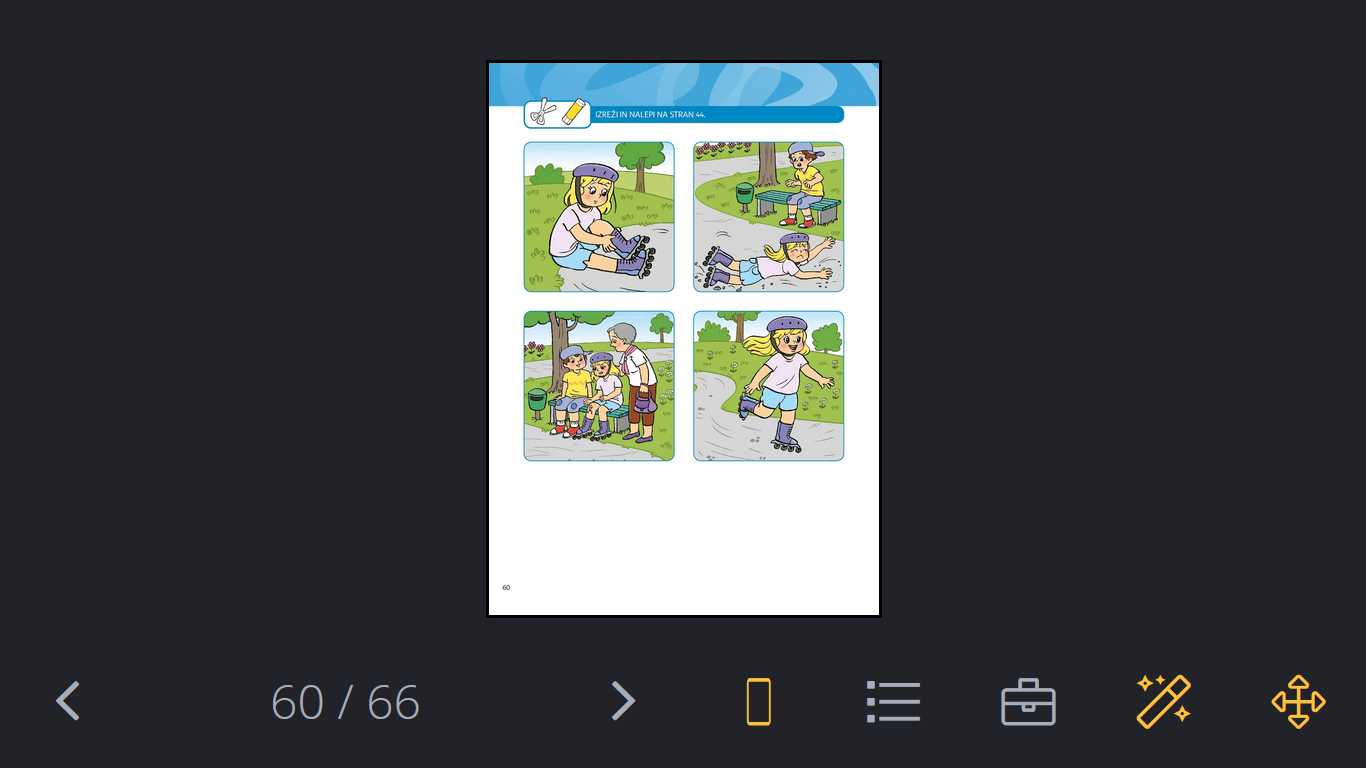 IZREŽI IN NALEPI NA STRAN 44.
60
60 / 66